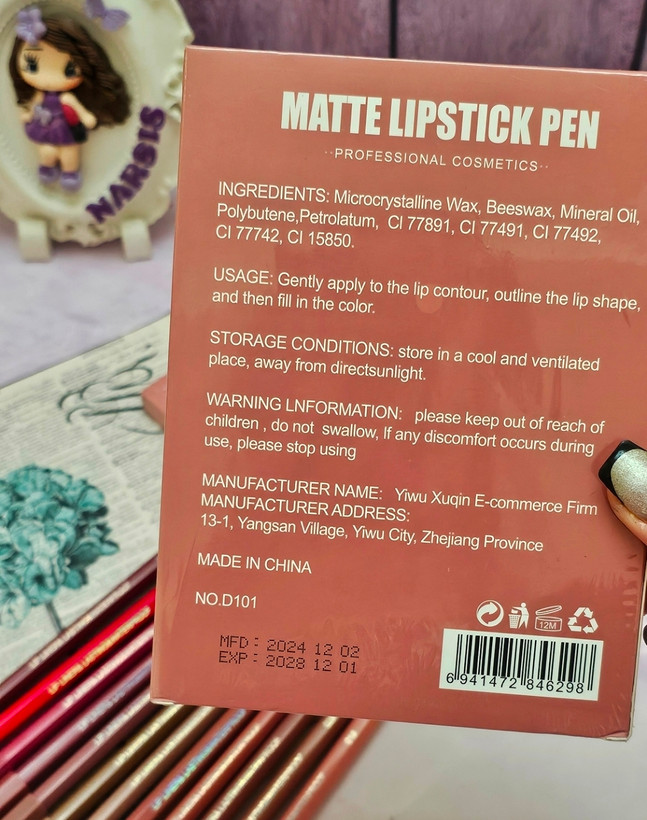 NARSIS
MATTE LIPSTICK PEN
··PROFESSIONAL COSMETICS··
INGREDIENTS: Microcrystalline Wax, Beeswax, Mineral Oil,
Polybutene,Petrolatum, CI 77891, CI 77491, CI 77492,
CI 77742, CI 15850.
USAGE: Gently apply to the lip contour, outline the lip shape,
and then fill in the color.
STORAGE CONDITIONS: store in a cool and ventilated
place, away from directsunlight.
WARNING LNFORMATION: please keep out of reach of
children , do not swallow, If any discomfort occurs during
use, please stop using
MANUFACTURER NAME: Yiwu Xuqin E-commerce Firm
MANUFACTURER ADDRESS:
13-1, Yangsan Village, Yiwu City, Zhejiang Province
MADE IN CHINA
NO.D101
12M
MFD : 2024 12 02
EXP : 2028 12 01
6 941472 846298